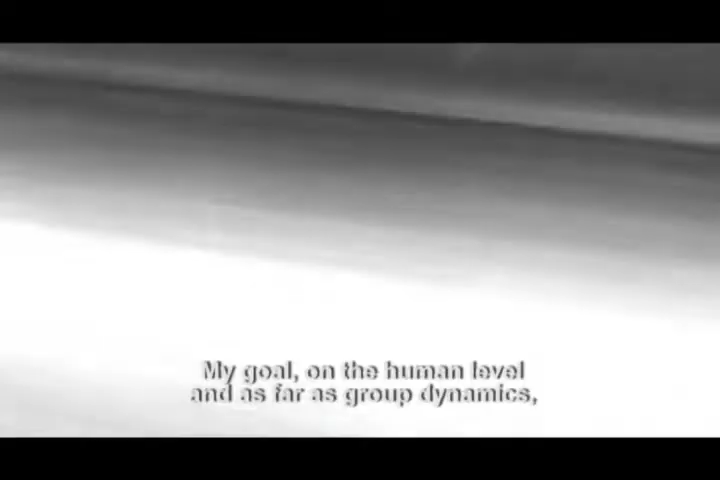 My goal, on the human level
and as far as group dynamics,